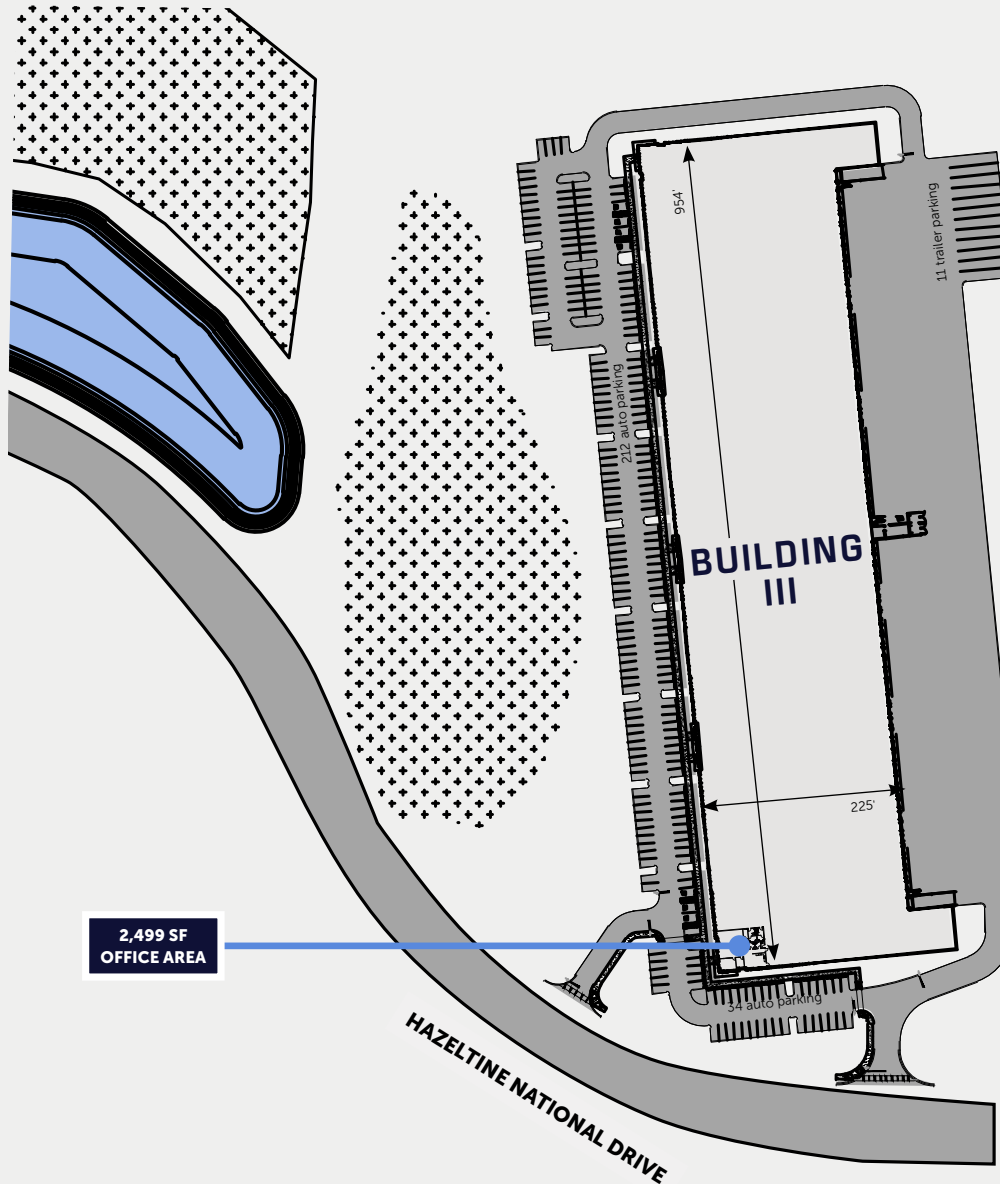 954'
11 trailer parking
212 auto parking
BUILDING
III
225'
2,499 SF
OFFICE AREA
34 auto parking
HAZELTINE NATIONAL DRIVE